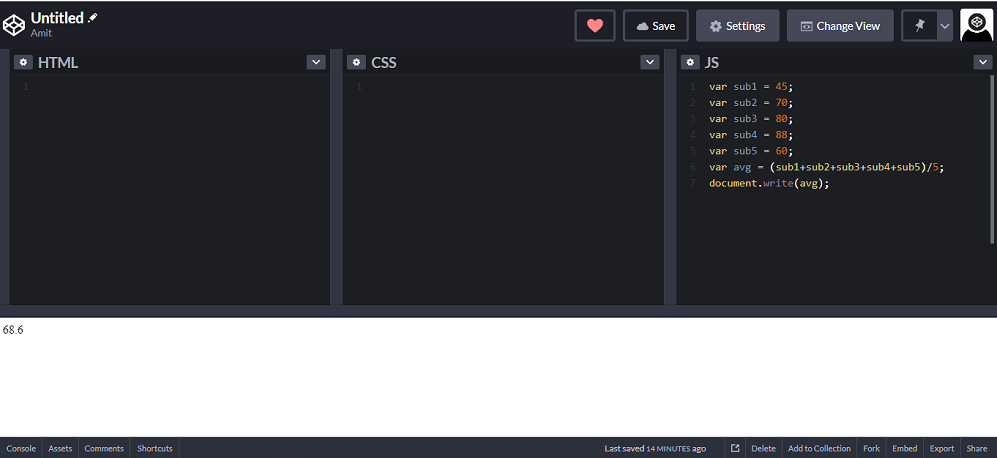 Untitled
Amit
Save
Settings
Change View
HTML
1
CSS
1
JS
1 var sub1 = 45;
2 var sub2 = 70;
3 var sub3 = 80;
4 var sub4 = 88;
5 var sub5 = 60;
6 var avg = (sub1+sub2+sub3+sub4+sub5)/5;
7 document.write(avg);
68.6
Console Assets Comments Shortcuts Last saved 14 MINUTES ago Delete Add to Collection Fork Embed Export Share